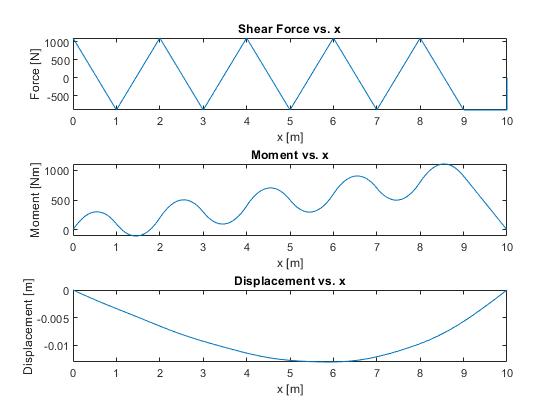 Shear Force vs. x
Force [N]
1000
500
0
-500
0 1 2 3 4 5 6 7 8 9 10
x [m]
Moment vs. x
Moment [Nm]
1000
500
0
0 1 2 3 4 5 6 7 8 9 10
x [m]
Displacement vs. x
Displacement [m]
0
-0.005
-0.01
0 1 2 3 4 5 6 7 8 9 10
x [m]